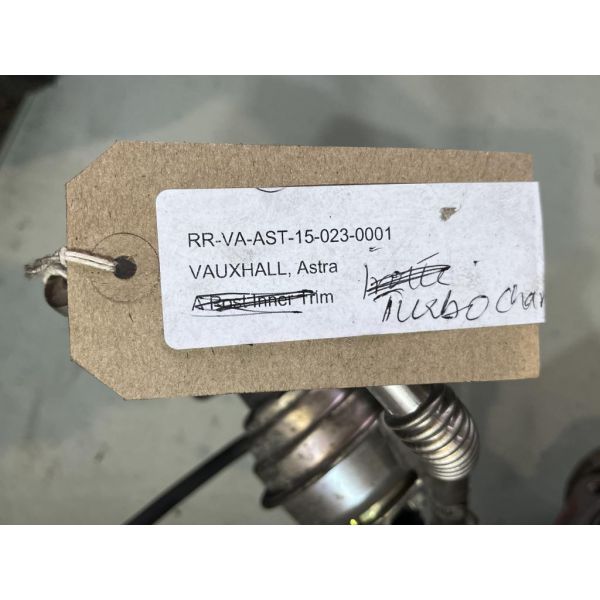 RR-VA-AST-15-023-0001
VAUXHALL, Astra
A Post Inner Trim
Turbo Char